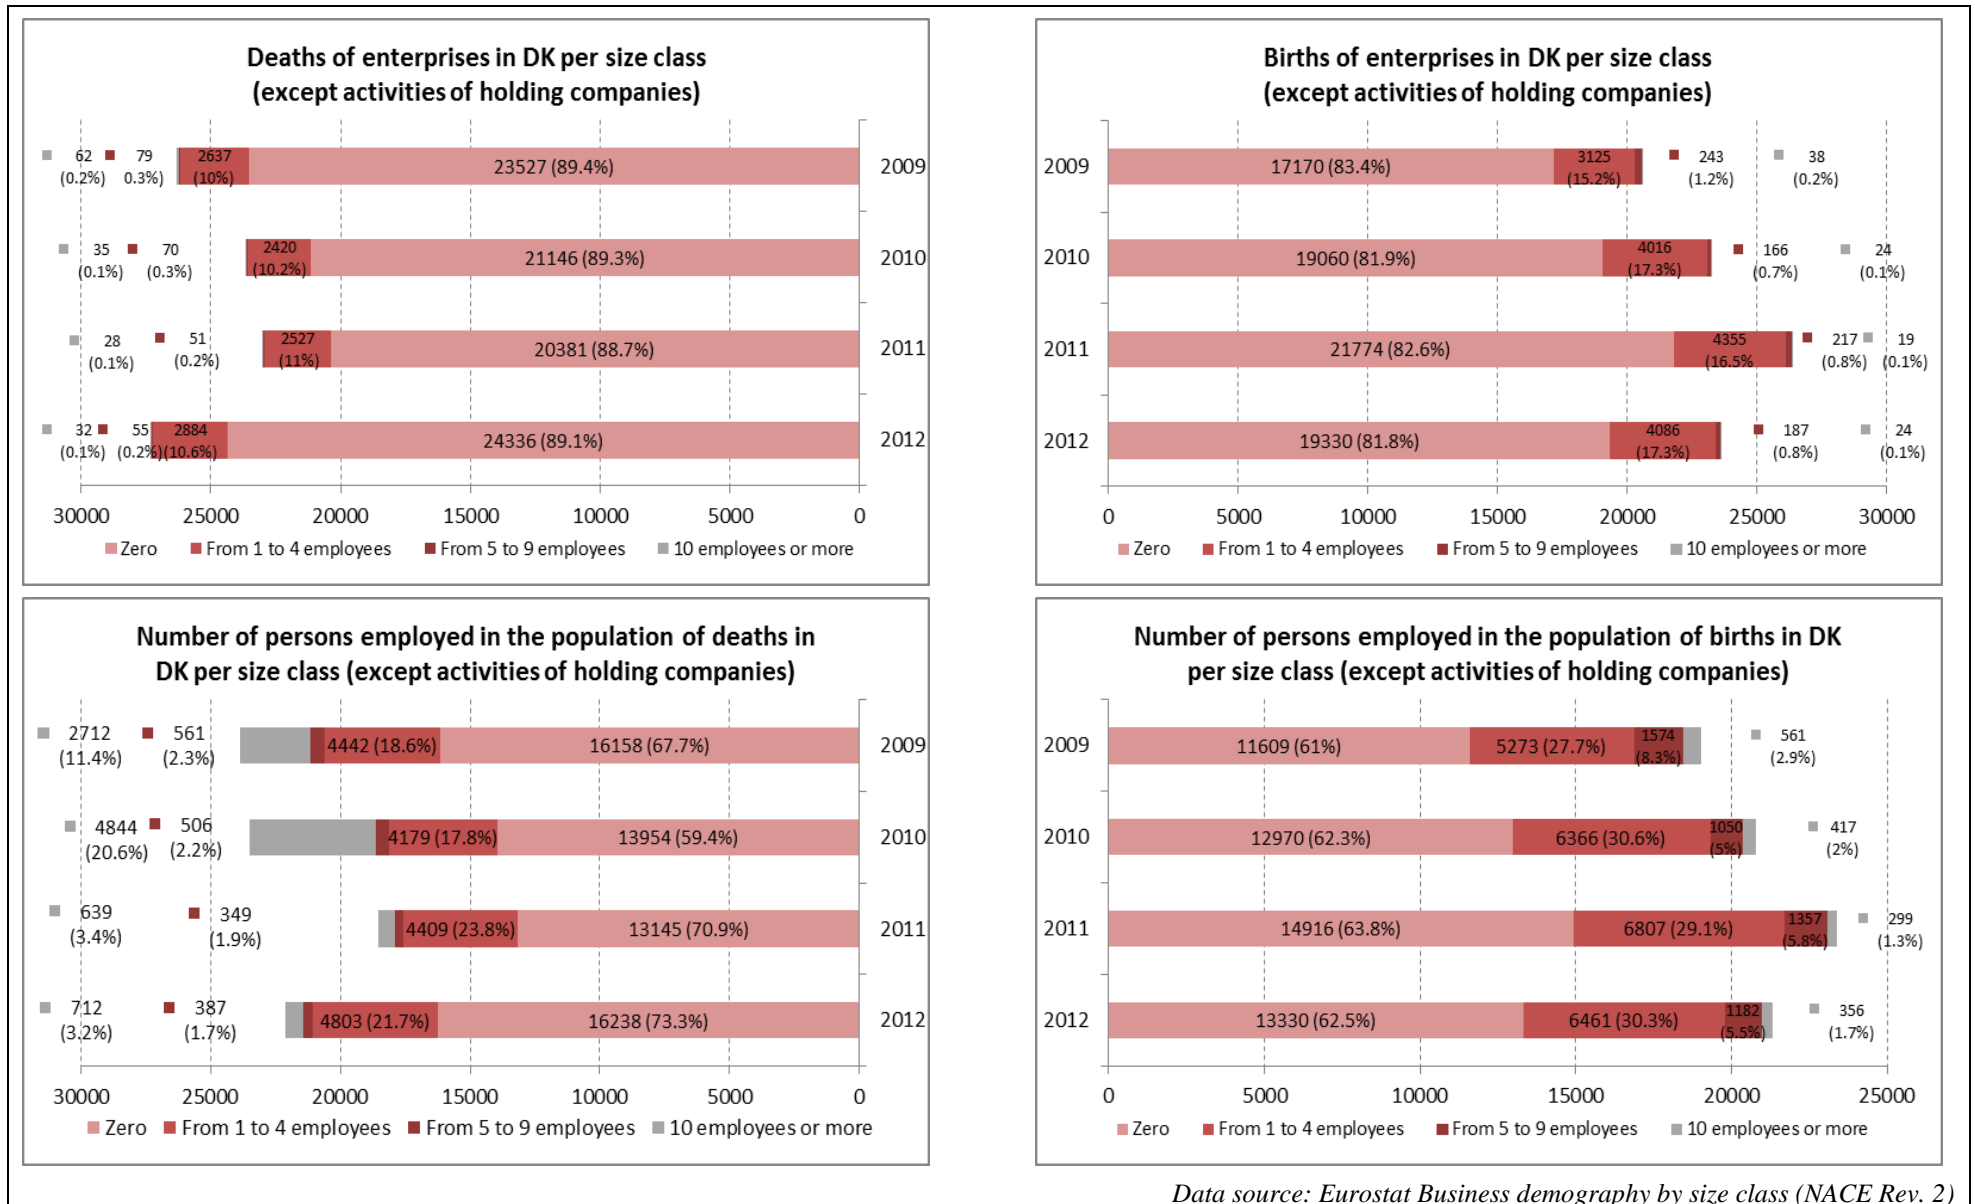 Deaths of enterprises in DK per size class
(except activities of holding companies)
62 79 2637 23527 (89.4%) 2009
(0.2%) 0.3%) (10%)
35 70 2420 21146 (89.3%) 2010
(0.1%) (0.3%) (10.2%)
28 51 2527 20381 (88.7%) 2011
(0.1%) (0.2%) (11%)
32 55 2884 24336 (89.1%) 2012
(0.1%) (0.2%) (10.6%)
30000 25000 20000 15000 10000 5000 0
Zero From 1 to 4 employees From 5 to 9 employees 10 employees or more
Births of enterprises in DK per size class
(except activities of holding companies)
2009 17170 (83.4%) 3125 243 38
(15.2%) (1.2%) (0.2%)
2010 19060 (81.9%) 4016 166 24
(17.3%) (0.7%) (0.1%)
2011 21774 (82.6%) 4355 217 19
(16.5% (0.8%) (0.1%)
2012 19330 (81.8%) 4086 187 24
(17.3%) (0.8%) (0.1%)
0 5000 10000 15000 20000 25000 30000
Zero From 1 to 4 employees From 5 to 9 employees 10 employees or more
Number of persons employed in the population of deaths in
DK per size class (except activities of holding companies)
2712 561 4442 (18.6%) 16158 (67.7%) 2009
(11.4%) (2.3%)
4844 506 4179 (17.8%) 13954 (59.4%) 2010
(20.6%) (2.2%)
639 349 4409 (23.8%) 13145 (70.9%) 2011
(3.4%) (1.9%)
712 387 4803 (21.7%) 16238 (73.3%) 2012
(3.2%) (1.7%)
30000 25000 20000 15000 10000 5000 0
Zero From 1 to 4 employees From 5 to 9 employees 10 employees or more
Number of persons employed in the population of births in DK
per size class (except activities of holding companies)
2009 11609 (61%) 5273 (27.7%) 1574 561
(8.3%) (2.9%)
2010 12970 (62.3%) 6366 (30.6%) 1050 417
(5%) (2%)
2011 14916 (63.8%) 6807 (29.1%) 1357 299
(5.8%) (1.3%)
2012 13330 (62.5%) 6461 (30.3%) 1182 356
(5.5%) (1.7%)
0 5000 10000 15000 20000 25000
Zero From 1 to 4 employees From 5 to 9 employees 10 employees or more
Data source: Eurostat Business demography by size class (NACE Rev. 2)